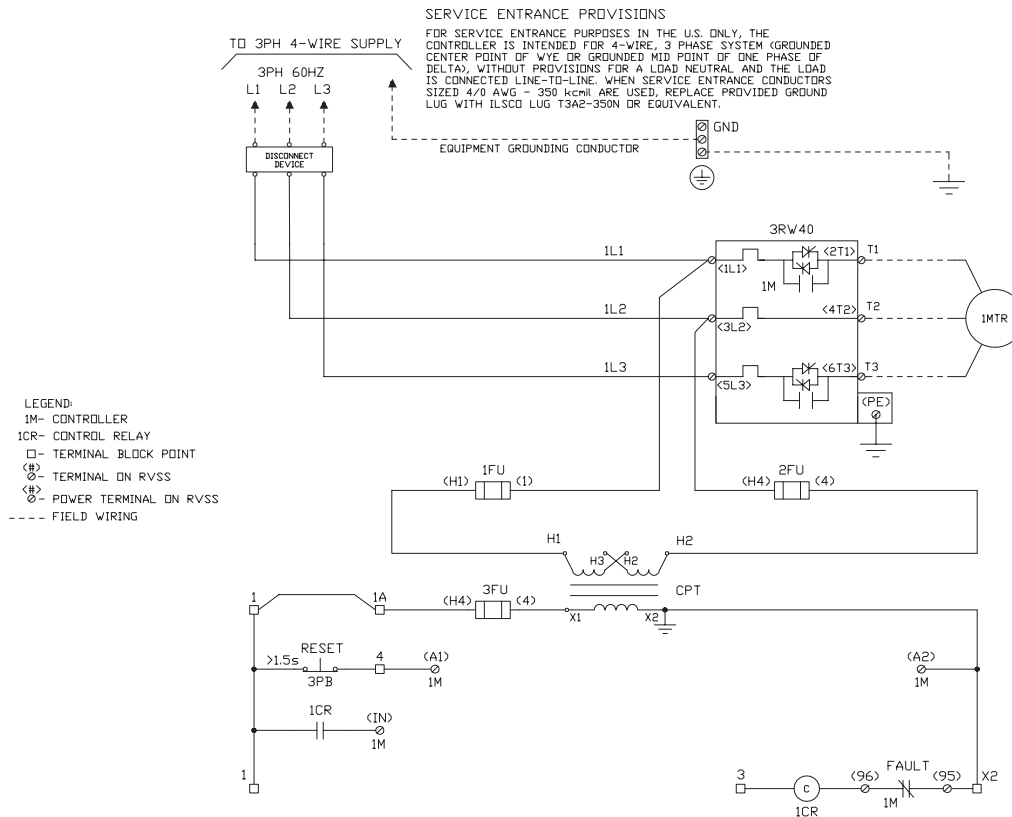 SERVICE ENTRANCE PROVISIONS
FOR SERVICE ENTRANCE PURPOSES IN THE U.S. ONLY, THE
CONTROLLER IS INTENDED FOR 4-WIRE, 3 PHASE SYSTEM (GROUNDED
CENTER POINT OF WYE OR GROUNDED MID POINT OF ONE PHASE OF
DELTA), WITHOUT PROVISIONS FOR A LOAD NEUTRAL AND THE LOAD
IS CONNECTED LINE-TO-LINE. WHEN SERVICE ENTRANCE CONDUCTORS
SIZED 4/0 AWG - 350 kcmil ARE USED, REPLACE PROVIDED GROUND
LUG WITH ILSCO LUG T3A2-350N OR EQUIVALENT.
TO 3PH 4-WIRE SUPPLY
3PH 60HZ
L1 L2 L3
DISCONNECT
DEVICE
EQUIPMENT GROUNDING CONDUCTOR
GND
3RW40
1L1
(1L1)
1M
(2T1)
T1
1L2
(3L2)
(4T2)
T2
1MTR
1L3
(5L3)
(6T3)
T3
(PE)
LEGEND:
1M- CONTROLLER
1CR- CONTROL RELAY
- TERMINAL BLOCK POINT
(#)
- TERMINAL ON RVSS
(#)
- POWER TERMINAL ON RVSS
---- FIELD WIRING
1FU
(H1) (1)
2FU
(H4) (4)
H1 H3 H2 H2
CPT
1 1A
3FU
(H4) (4)
X1 X2
RESET
>1.5s
3PB
4
(A1)
1M
(A2)
1M
1CR
(IN)
1M
1
3
1CR
C
(96)
FAULT
1M
(95)
X2